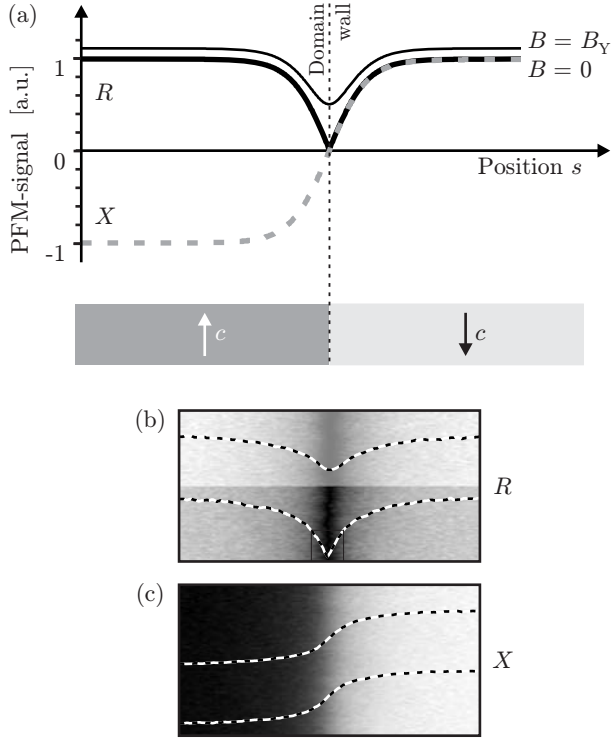 (a)
PFM-signal [a.u.]
1
0
-1
R
X
Domain
wall
B = B_Y
B = 0
Position s
c
c
(b)
R
(c)
X